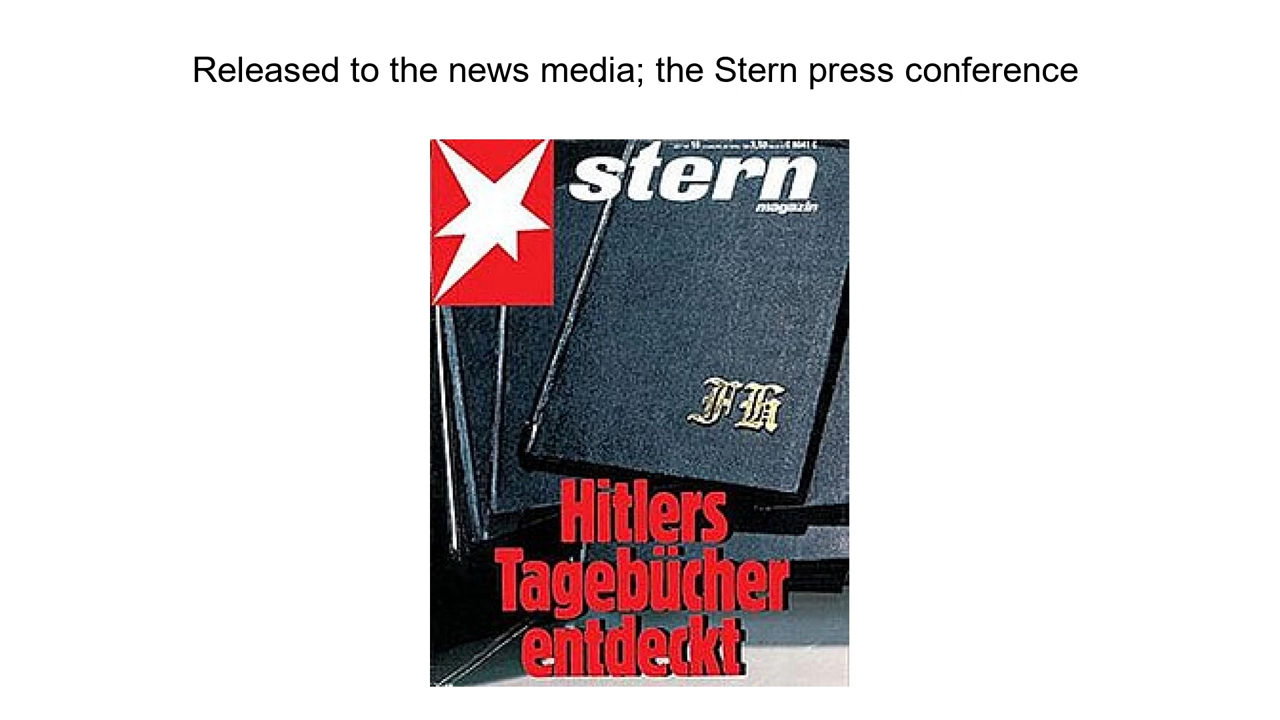 Released to the news media; the Stern press conference
stern
magazin
FH
Hitlers
Tagebücher
entdeckt